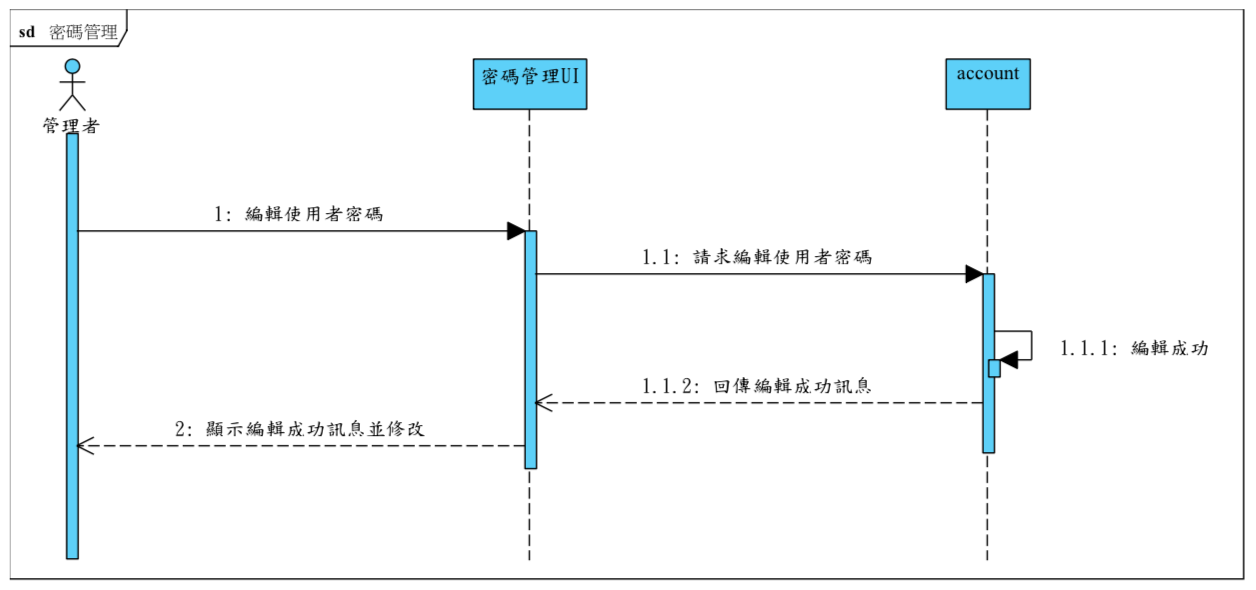 sd 密碼管理
管理者
密碼管理UI
account
1: 編輯使用者密碼
1.1: 請求編輯使用者密碼
1.1.1: 編輯成功
1.1.2: 回傳編輯成功訊息
2: 顯示編輯成功訊息並修改